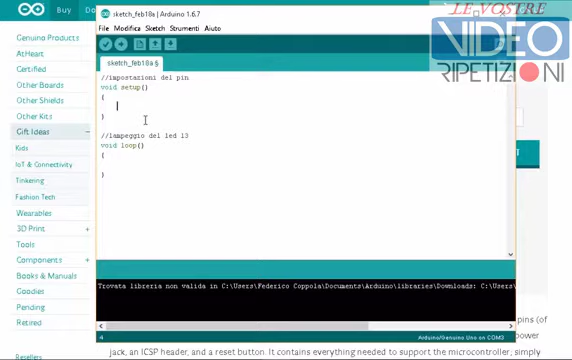 Buy
sketch_feb18a | Arduino 1.6.7
LE VOSTRE
VIDEO
RIPETIZIONI
File Modifica Sketch Strumenti Aiuto
sketch_feb18a §
//impostazioni del pin
void setup()
{
}
//lampeggio del led 13
void loop()
{
}
Trovata libreria non valida in C:\Users\Federico Coppola\Documents\Arduino\libraries\Downloads: C:\Users\
4
Arduino/Genuino Uno on COM3
Genuino Products
AtHeart
Certified
Other Boards
Other Shields
Other Kits
Gift Ideas
Kids
IoT & Connectivity
Tinkering
Fashion Tech
Wearables
3D Print
Tools
Components
Books & Manuals
Goodies
Pending
Retired
Resellers
pins (of
jack, an ICSP header, and a reset button. It contains everything needed to support the microcontroller; simply